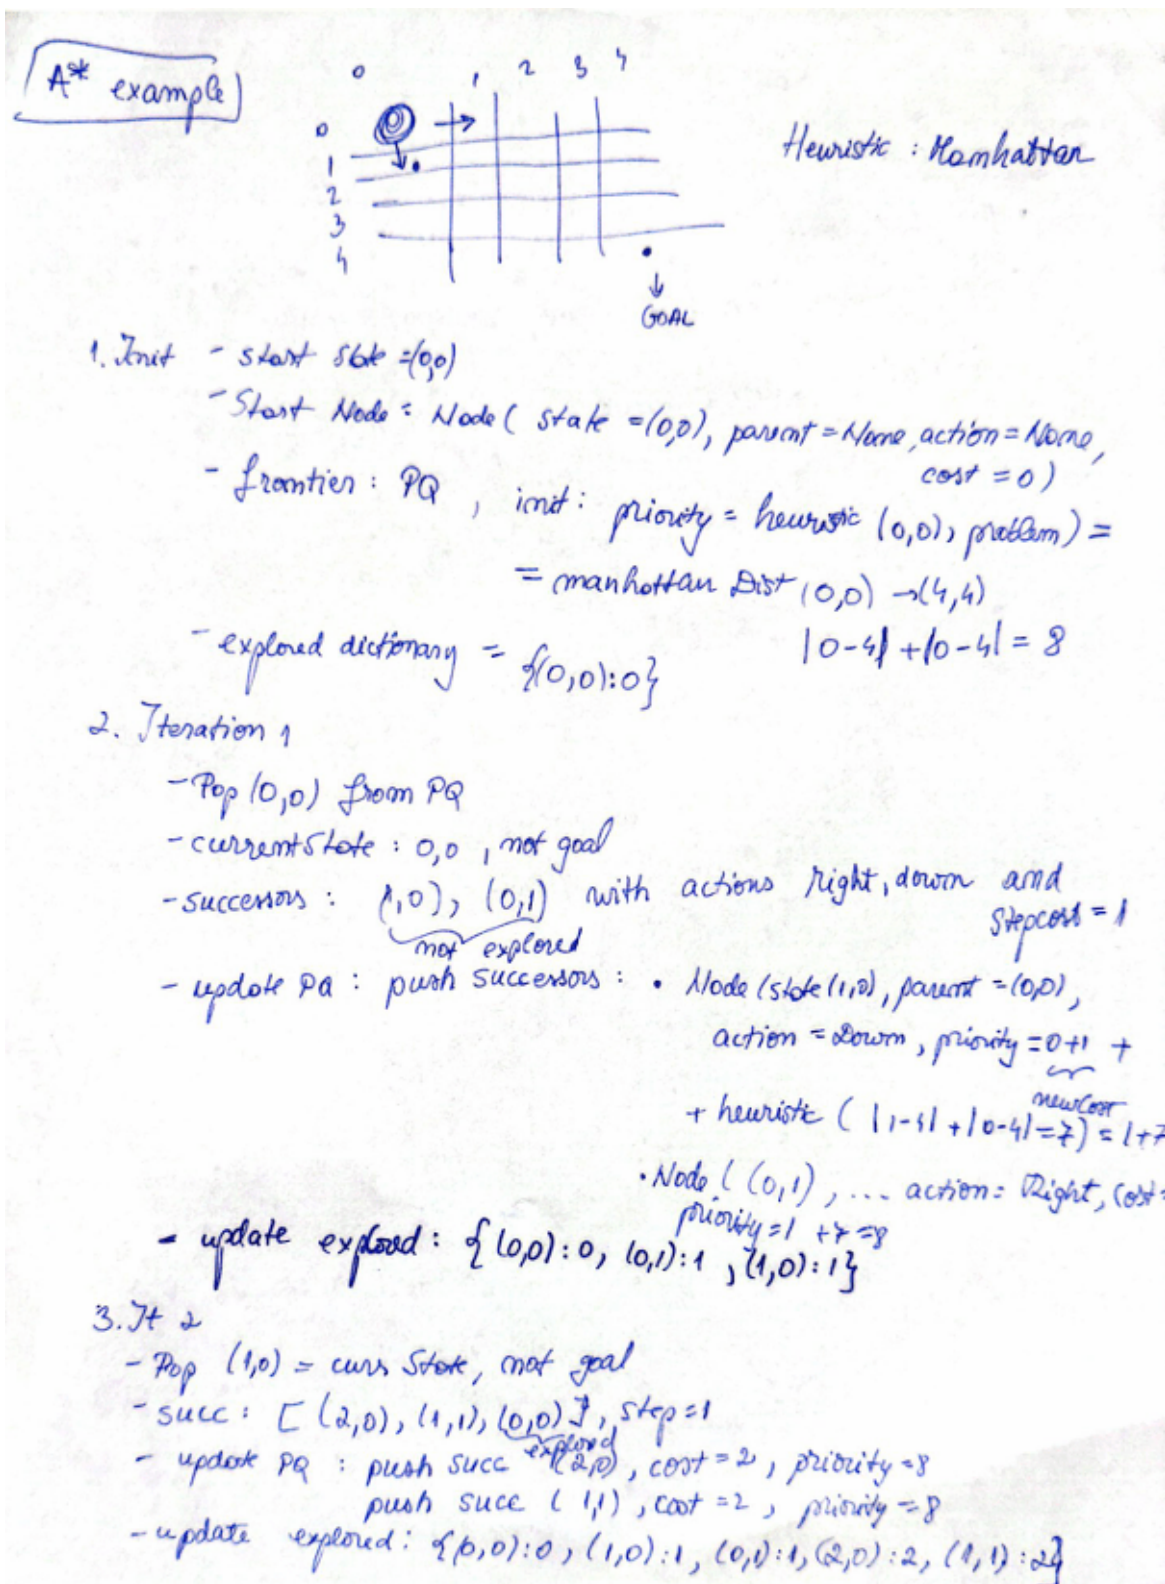 A* example
0 1 2 3 4
0
1
2
3
4
Heuristic : Manhattan
GOAL
1. Init - start state =(0,0)
- Start Node = Node ( state =(0,0), parent = None, action = None,
cost = 0)
- frontier : PQ , init : priority = heuristic (0,0), problem) =
= manhattan Dist (0,0) → (4,4)
|0-4| + |0-4| = 8
- explored dictionary = {(0,0):0}
2. Iteration 1
- Pop (0,0) from PQ
- currentState : 0,0 , not goal
- successors : (1,0), (0,1) with actions right, down and
stepcost = 1
not explored
- update PQ : push successors : • Node (state (1,0), parent = (0,0),
action = Down, priority = 0+1 +
newCost
+ heuristic ( |1-4| + |0-4| = 7) = 1+7
• Node ( (0,1) , ... action = Right, cost =
priority = 1 +7 = 8
- update explored : {(0,0):0, (0,1):1 , (1,0):1}
3. It 2
- Pop (1,0) = curr State, not goal
- succ : [ (2,0), (1,1), (0,0) ], step = 1
explored
- update PQ : push succ (2,0), cost = 2 , priority = 8
push succ ( 1,1) , cost = 2 , priority = 8
- update explored : {(0,0):0 , (1,0):1, (0,1):1, (2,0):2, (1,1):2}